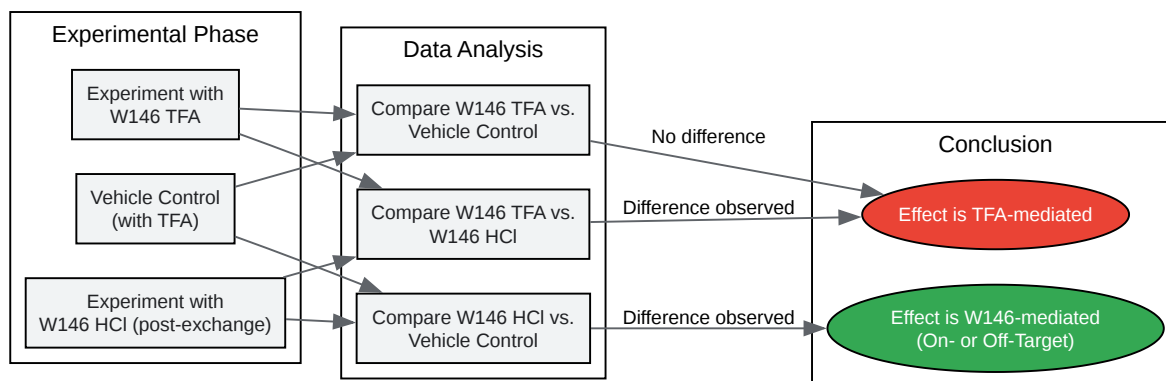 Experimental Phase
Experiment with
W146 TFA
Vehicle Control
(with TFA)
Experiment with
W146 HCl (post-exchange)
Data Analysis
Compare W146 TFA vs.
Vehicle Control
Compare W146 TFA vs.
W146 HCl
Compare W146 HCl vs.
Vehicle Control
No difference
Difference observed
Difference observed
Conclusion
Effect is TFA-mediated
Effect is W146-mediated
(On- or Off-Target)